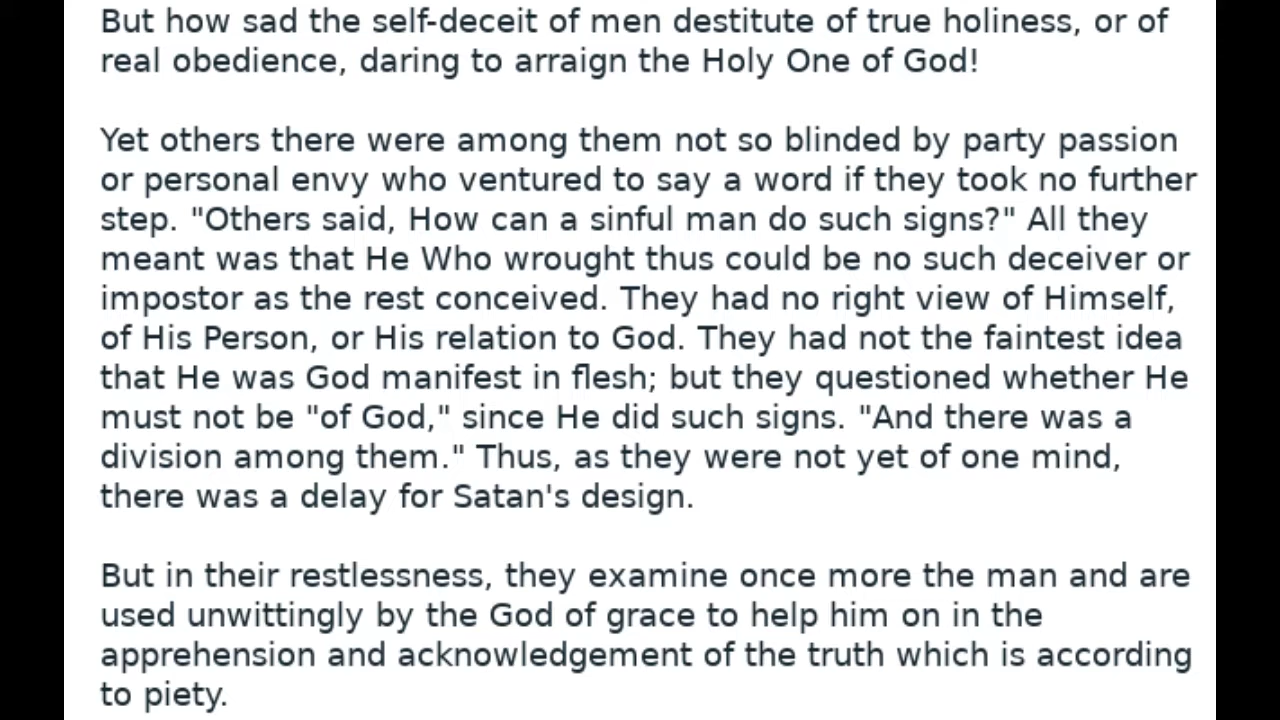 But how sad the self-deceit of men destitute of true holiness, or of
real obedience, daring to arraign the Holy One of God!
Yet others there were among them not so blinded by party passion
or personal envy who ventured to say a word if they took no further
step. "Others said, How can a sinful man do such signs?" All they
meant was that He Who wrought thus could be no such deceiver or
impostor as the rest conceived. They had no right view of Himself,
of His Person, or His relation to God. They had not the faintest idea
that He was God manifest in flesh; but they questioned whether He
must not be "of God," since He did such signs. "And there was a
division among them." Thus, as they were not yet of one mind,
there was a delay for Satan's design.
But in their restlessness, they examine once more the man and are
used unwittingly by the God of grace to help him on in the
apprehension and acknowledgement of the truth which is according
to piety.